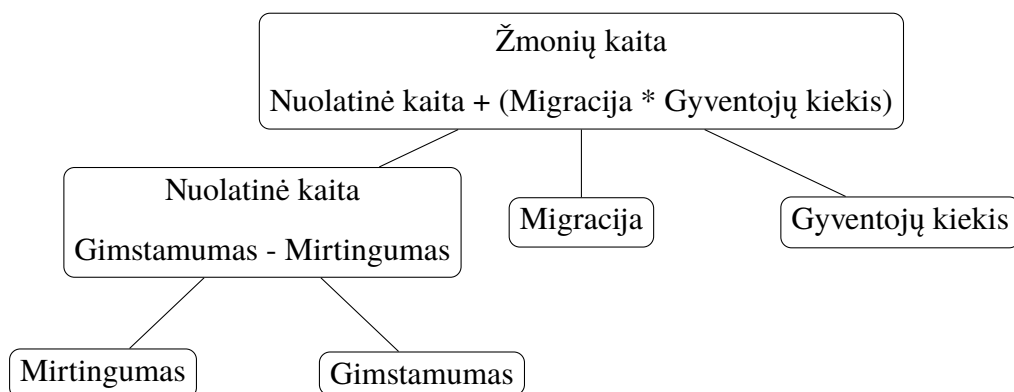 Žmonių kaita
Nuolatinė kaita + (Migracija * Gyventojų kiekis)
Nuolatinė kaita
Gimstamumas - Mirtingumas
Migracija
Gyventojų kiekis
Mirtingumas
Gimstamumas